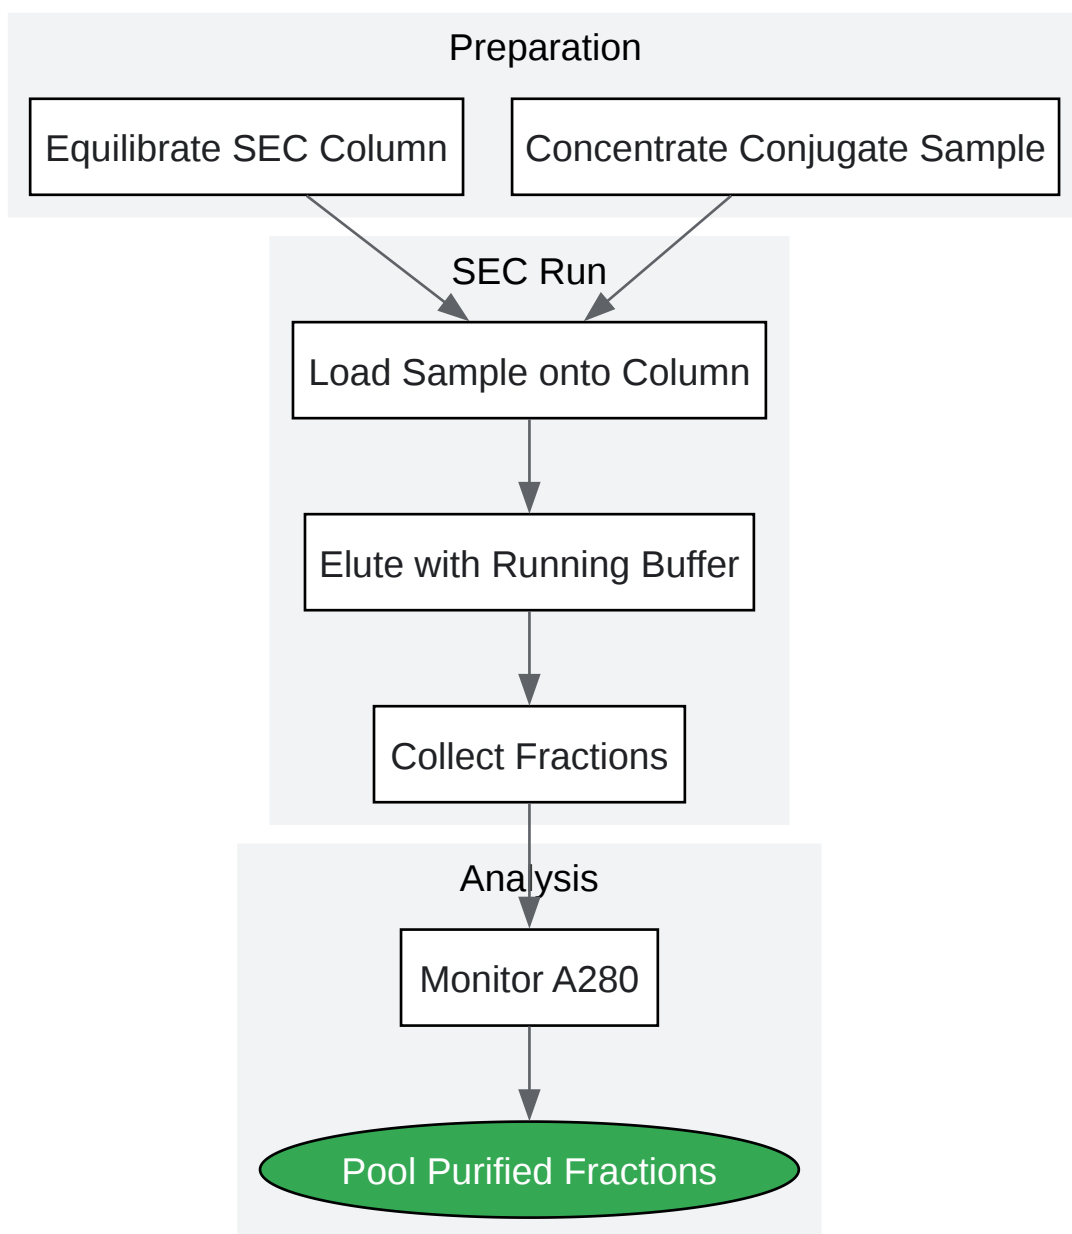 Preparation
Equilibrate SEC Column
Concentrate Conjugate Sample
SEC Run
Load Sample onto Column
Elute with Running Buffer
Collect Fractions
Analysis
Monitor A280
Pool Purified Fractions